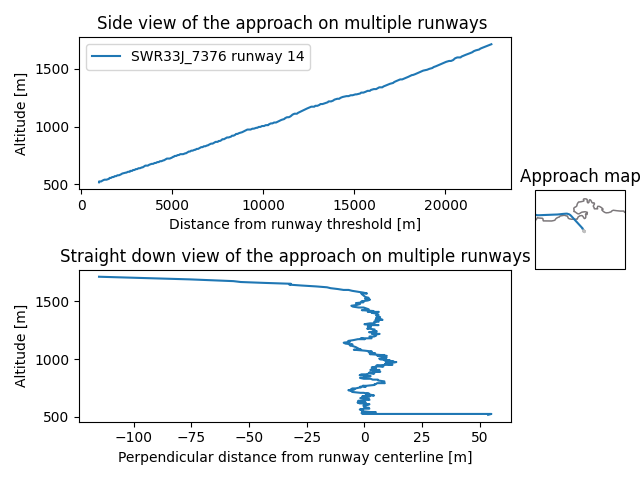 Side view of the approach on multiple runways
SWR33J_7376 runway 14
Altitude [m]
1500
1000
500
0 5000 10000 15000 20000
Distance from runway threshold [m]
Approach map
Straight down view of the approach on multiple runways
Altitude [m]
1500
1000
500
−100 −75 −50 −25 0 25 50
Perpendicular distance from runway centerline [m]